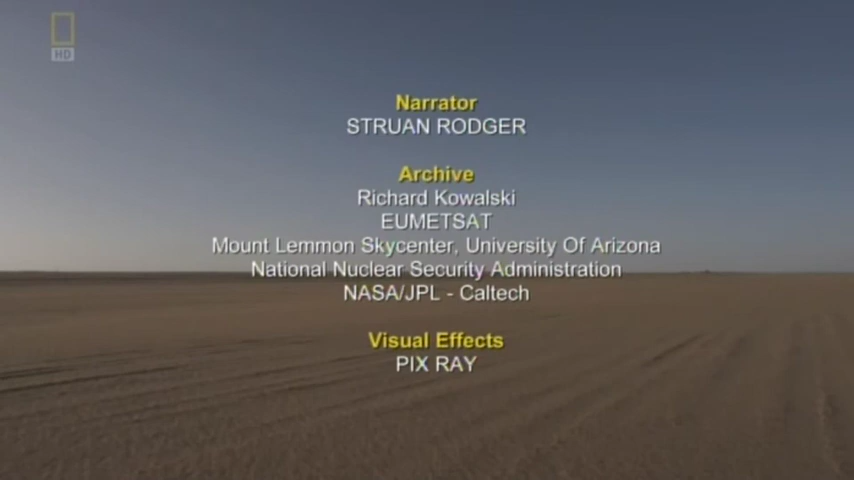 HD
Narrator
STRUAN RODGER
Archive
Richard Kowalski
EUMETSAT
Mount Lemmon Skycenter, University Of Arizona
National Nuclear Security Administration
NASA/JPL - Caltech
Visual Effects
PIX RAY